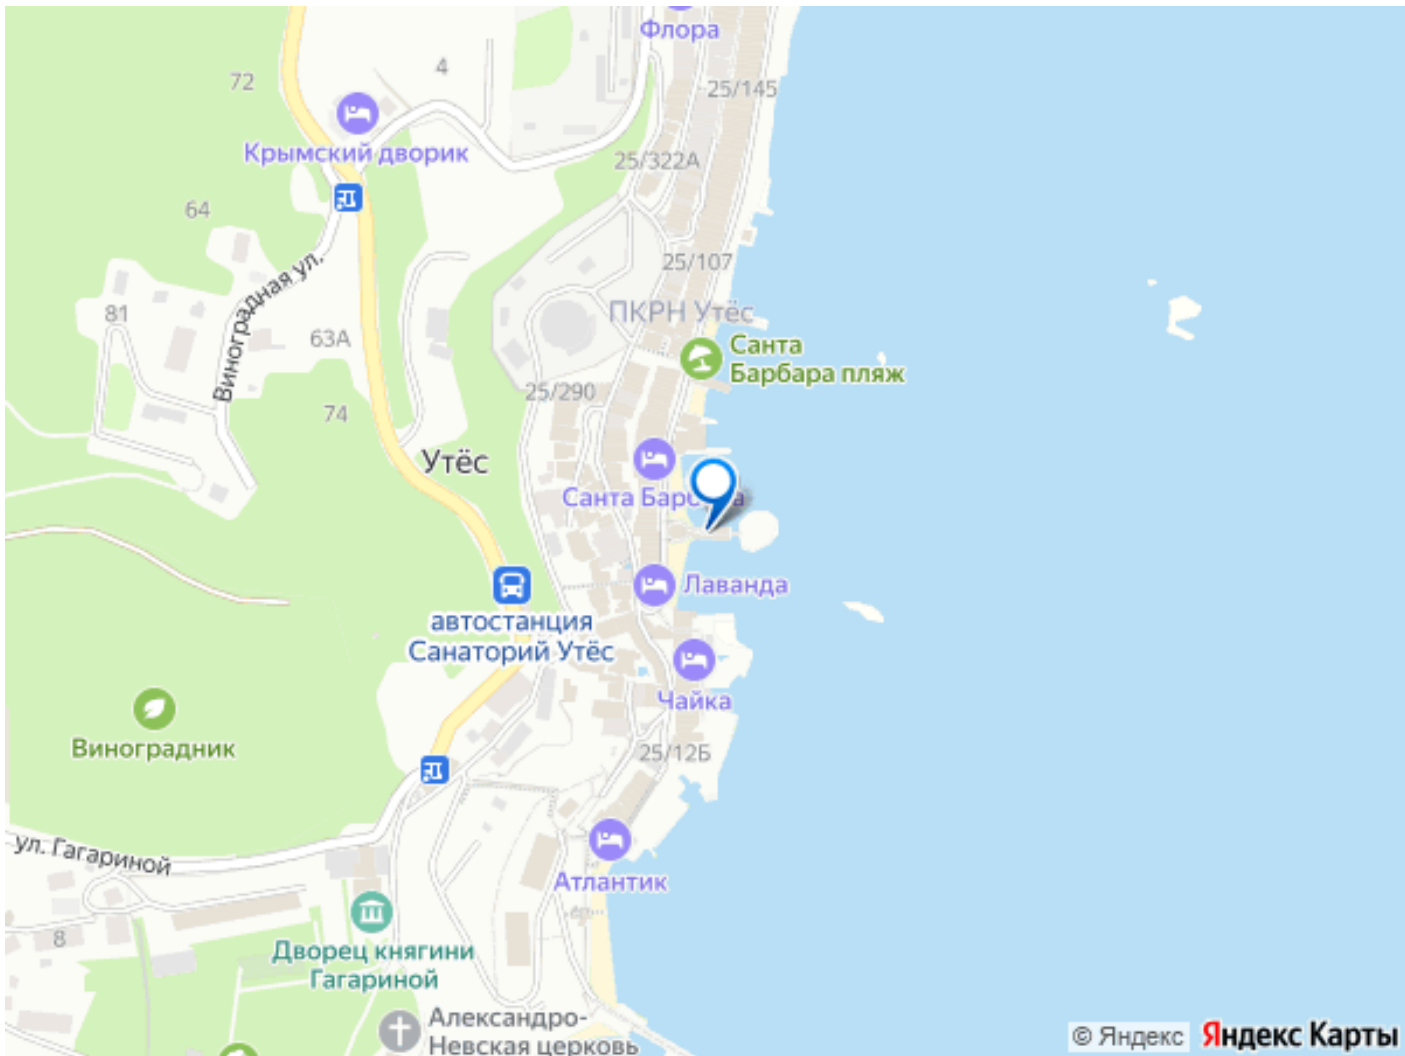 Флора
72
4
25/145
Крымский дворик
25/322А
64
25/107
Виноградная ул.
81
ПКРН Утёс
63А
Санта
Барбара пляж
25/290
74
Утёс
Санта Барбара
Лаванда
автостанция
Санаторий Утёс
Чайка
Виноградник
25/12Б
ул. Гагариной
Атлантик
8
Дворец княгини
Гагариной
Александро-
Невская церковь
© Яндекс Яндекс Карты